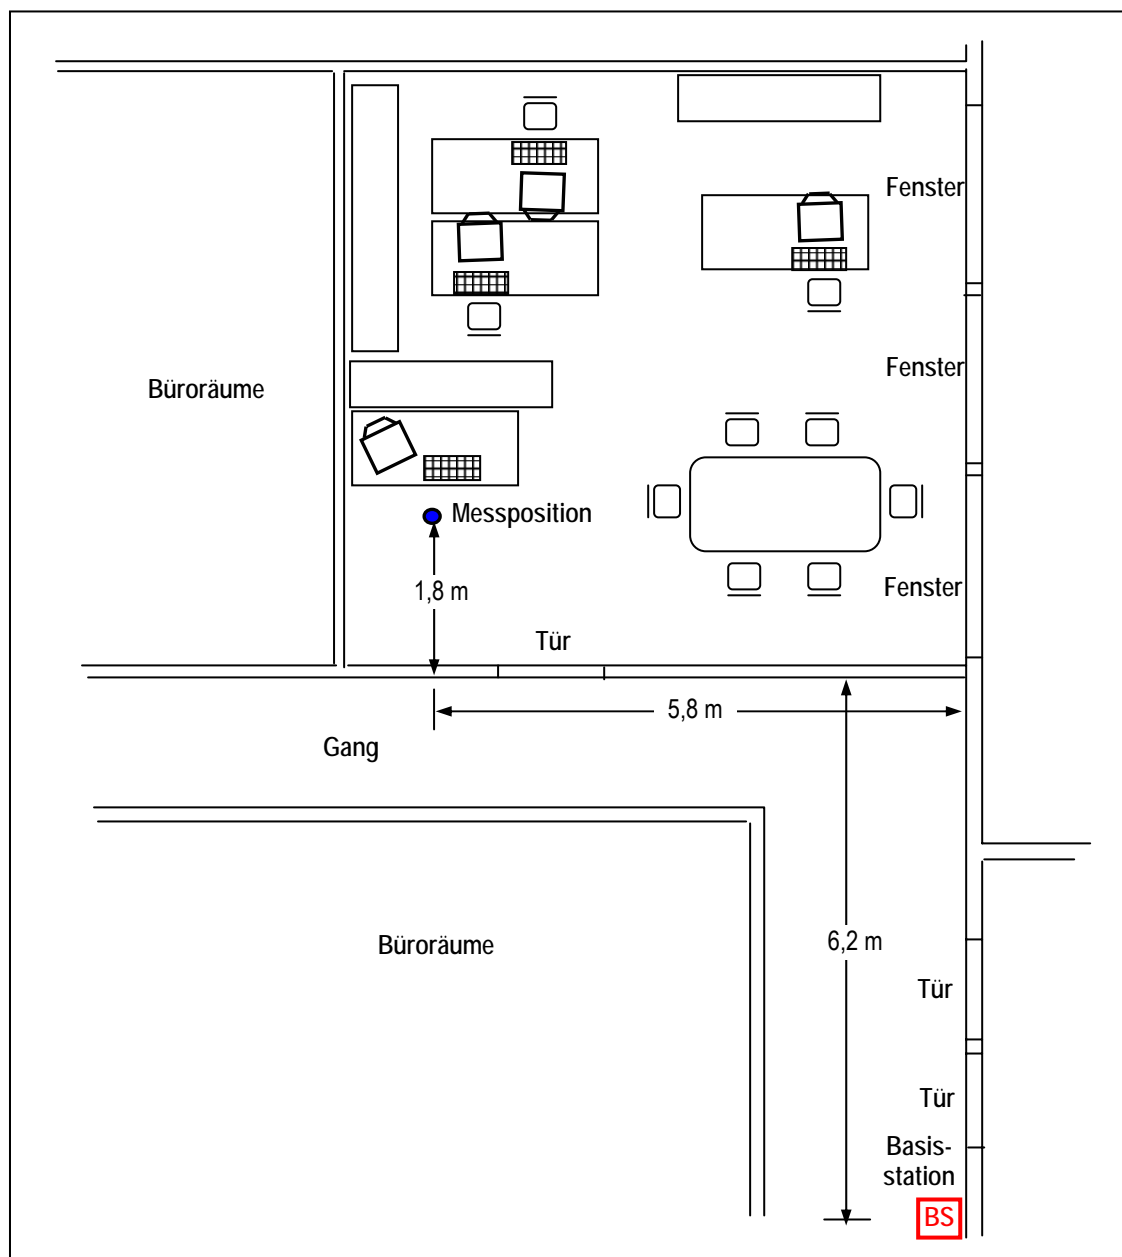 Fenster
Fenster
Büroräume
Messposition
1,8 m
Fenster
Tür
5,8 m
Gang
6,2 m
Büroräume
Tür
Tür
Basis-
station
BS